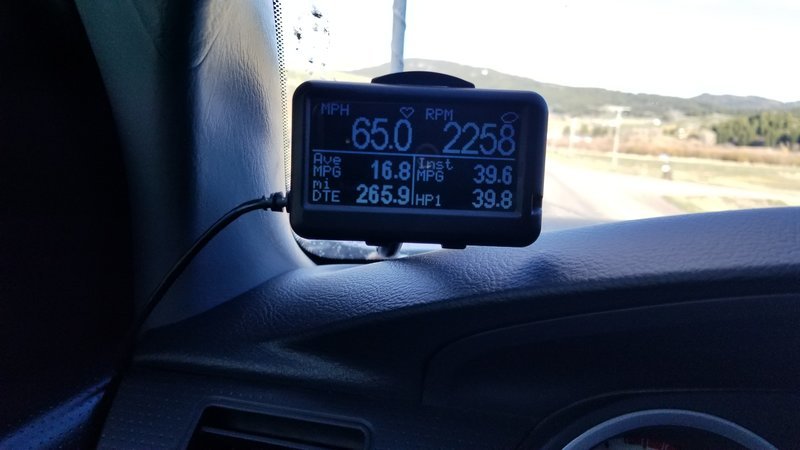 MPH RPM
65.0 2258
Ave MPG 16.8 Inst MPG 39.6
mi DTE 265.9 HP1 39.8